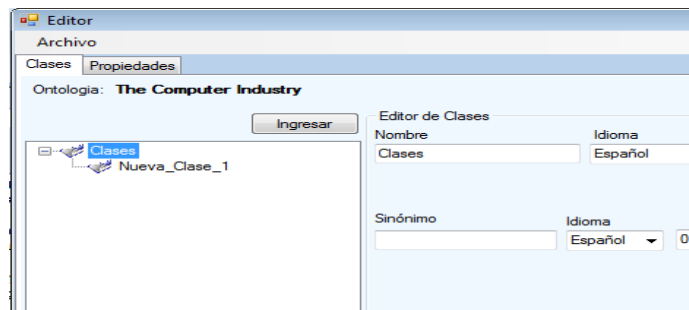 Editor
Archivo
Clases Propiedades
Ontologia: The Computer Industry
Ingresar
Editor de Clases
Nombre Idioma
Clases Español
Clases
Nueva_Clase_1
Sinónimo Idioma
Español 0